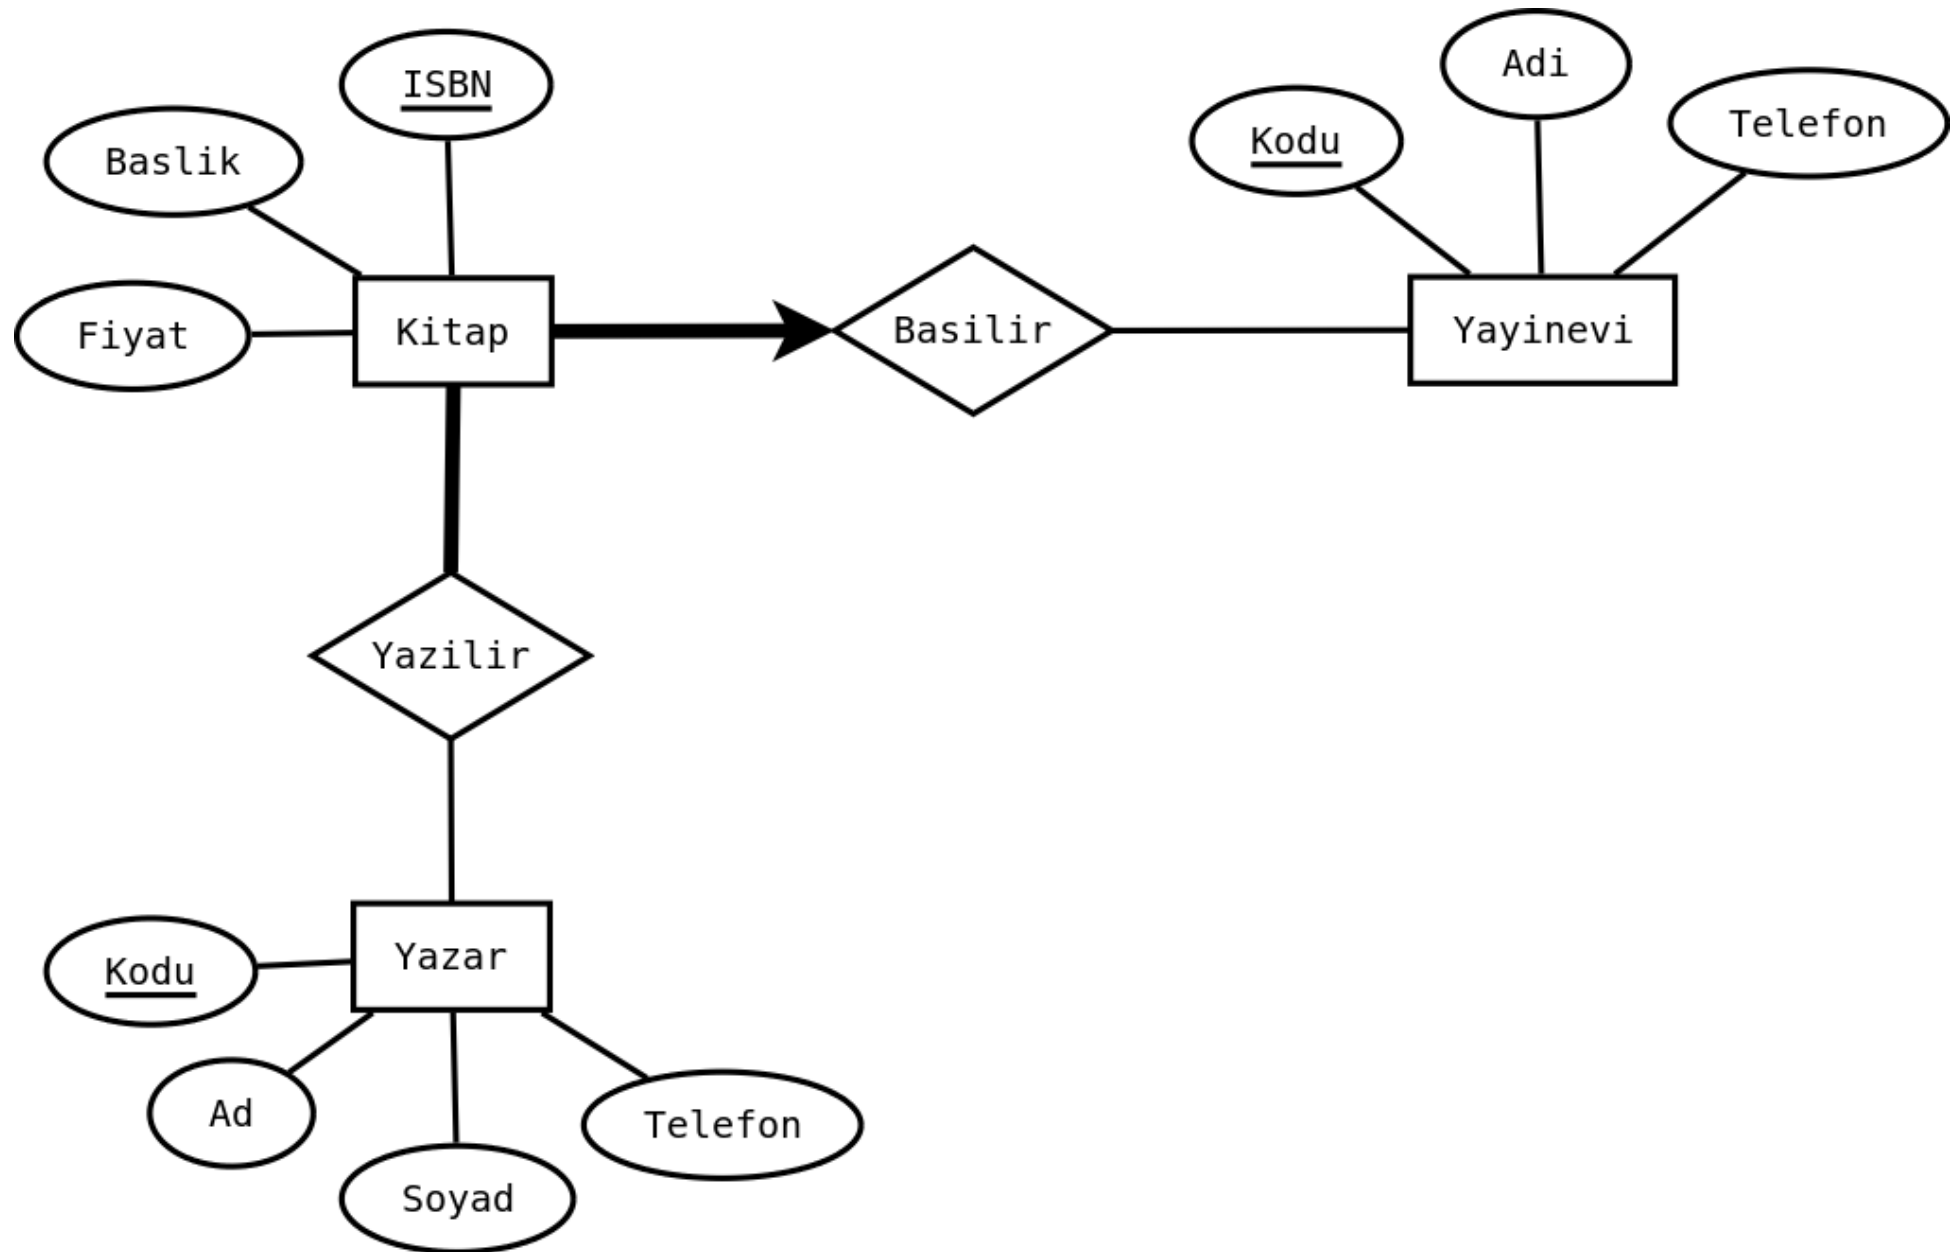 ISBN
Baslik
Fiyat
Kitap
Basilir
Kodu
Adi
Telefon
Yayinevi
Yazilir
Yazar
Kodu
Ad
Soyad
Telefon